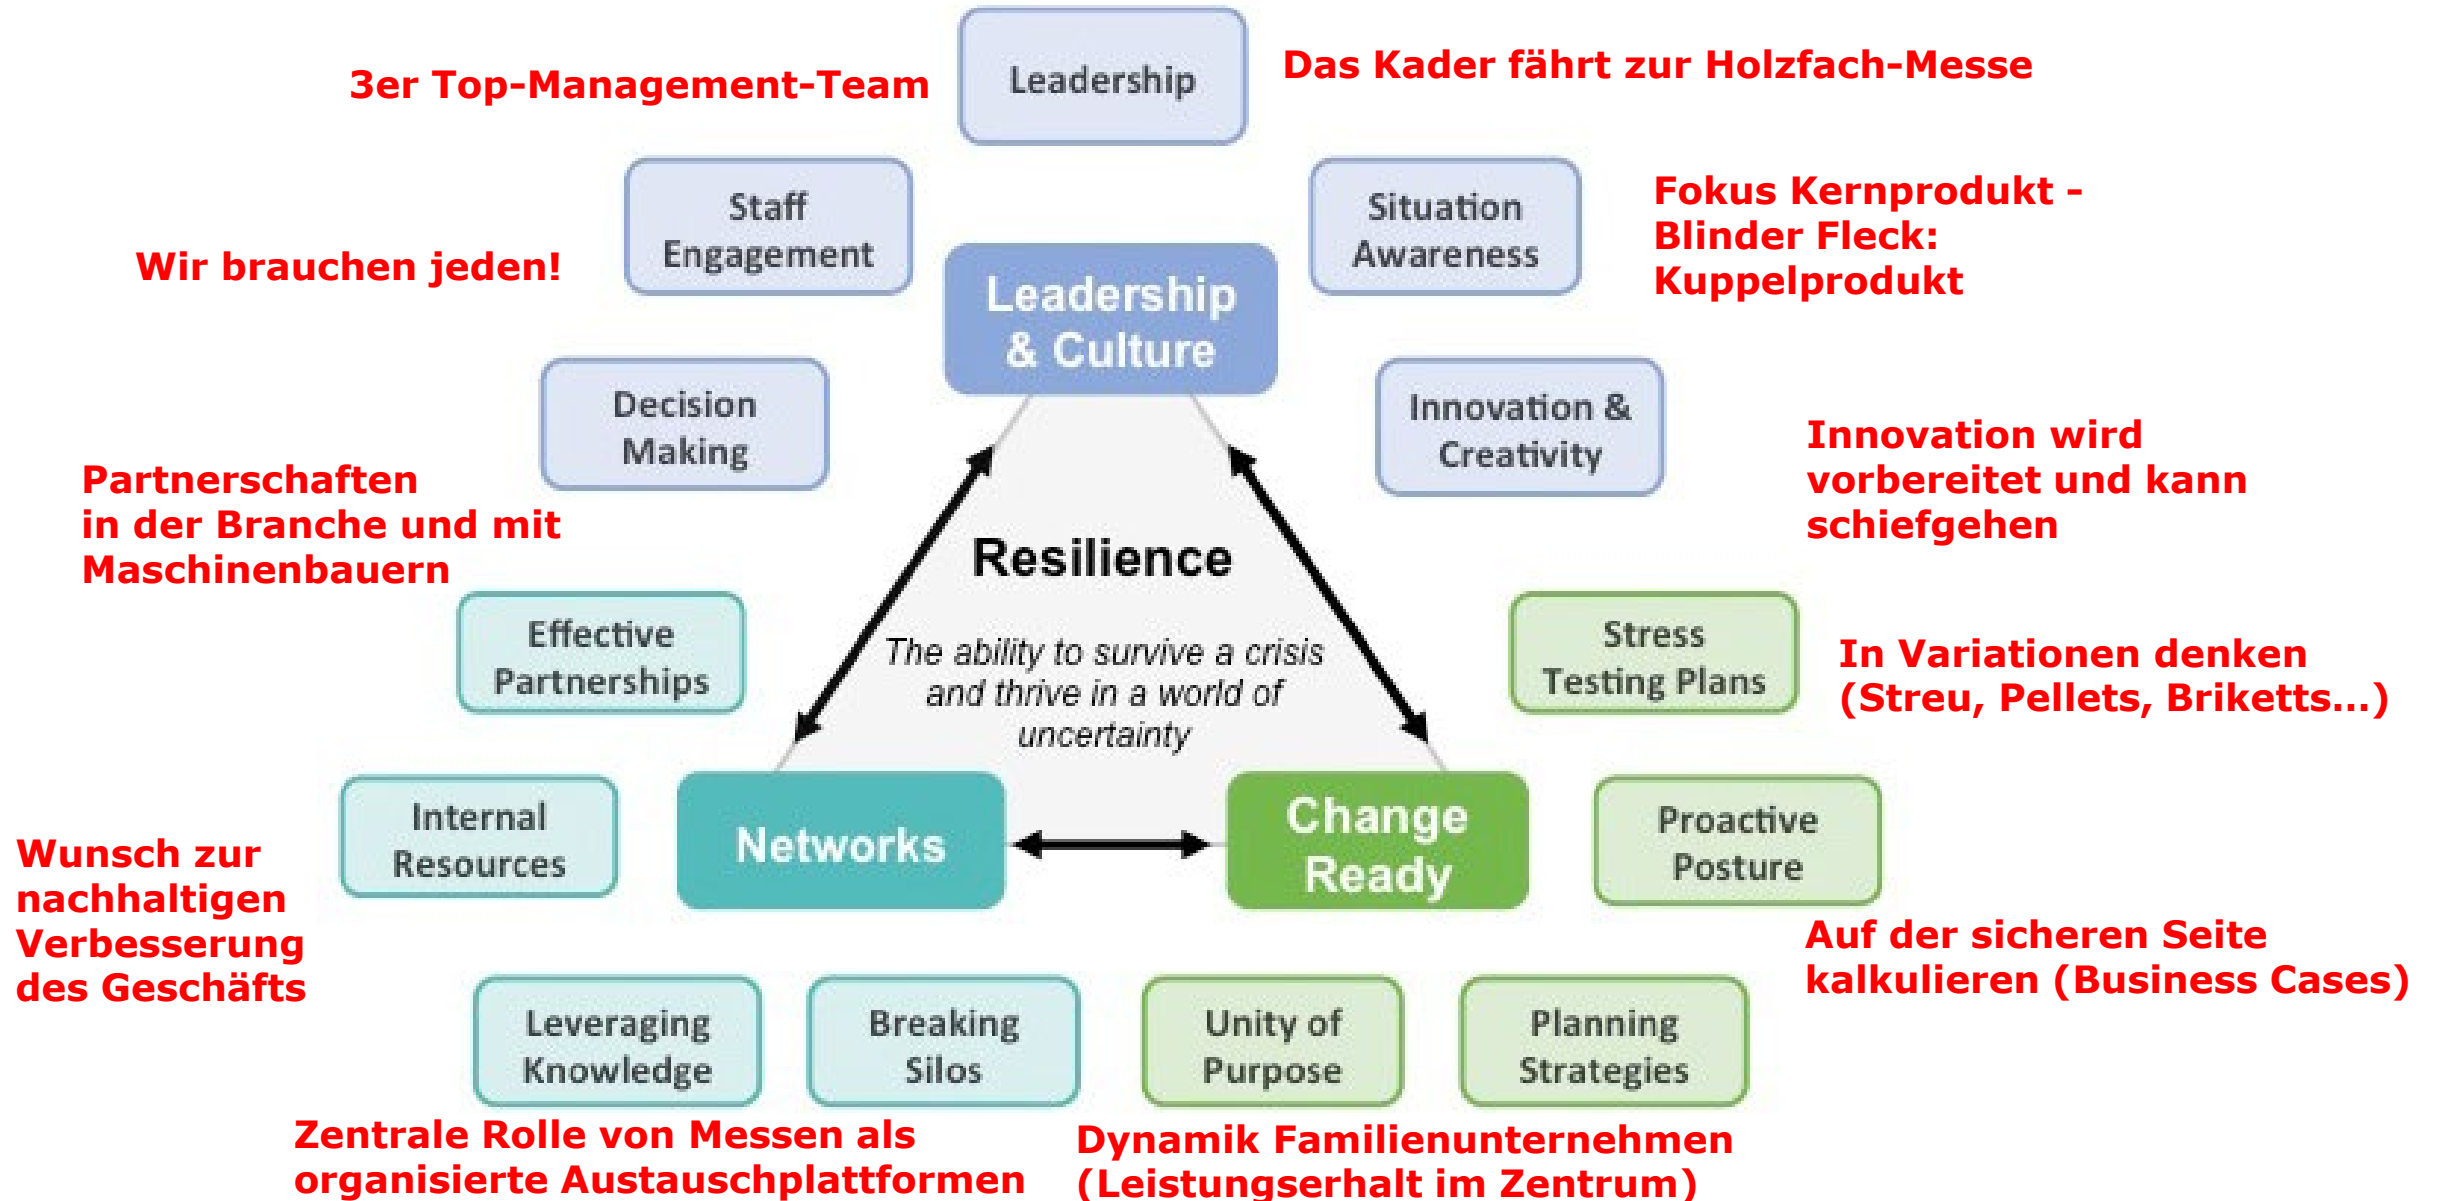 Leadership
3er Top-Management-Team
Das Kader fährt zur Holzfach-Messe
Staff
Engagement
Wir brauchen jeden!
Situation
Awareness
Fokus Kernprodukt -
Blinder Fleck:
Kuppelprodukt
Leadership
& Culture
Decision
Making
Innovation &
Creativity
Innovation wird
vorbereitet und kann
schiefgehen
Partnerschaften
in der Branche und mit
Maschinenbauern
Resilience
The ability to survive a crisis
and thrive in a world of
uncertainty
Effective
Partnerships
Stress
Testing Plans
In Variationen denken
(Streu, Pellets, Briketts...)
Internal
Resources
Networks
Change
Ready
Proactive
Posture
Wunsch zur
nachhaltigen
Verbesserung
des Geschäfts
Auf der sicheren Seite
kalkulieren (Business Cases)
Leveraging
Knowledge
Breaking
Silos
Unity of
Purpose
Planning
Strategies
Zentrale Rolle von Messen als
organisierte Austauschplattformen
Dynamik Familienunternehmen
(Leistungserhalt im Zentrum)